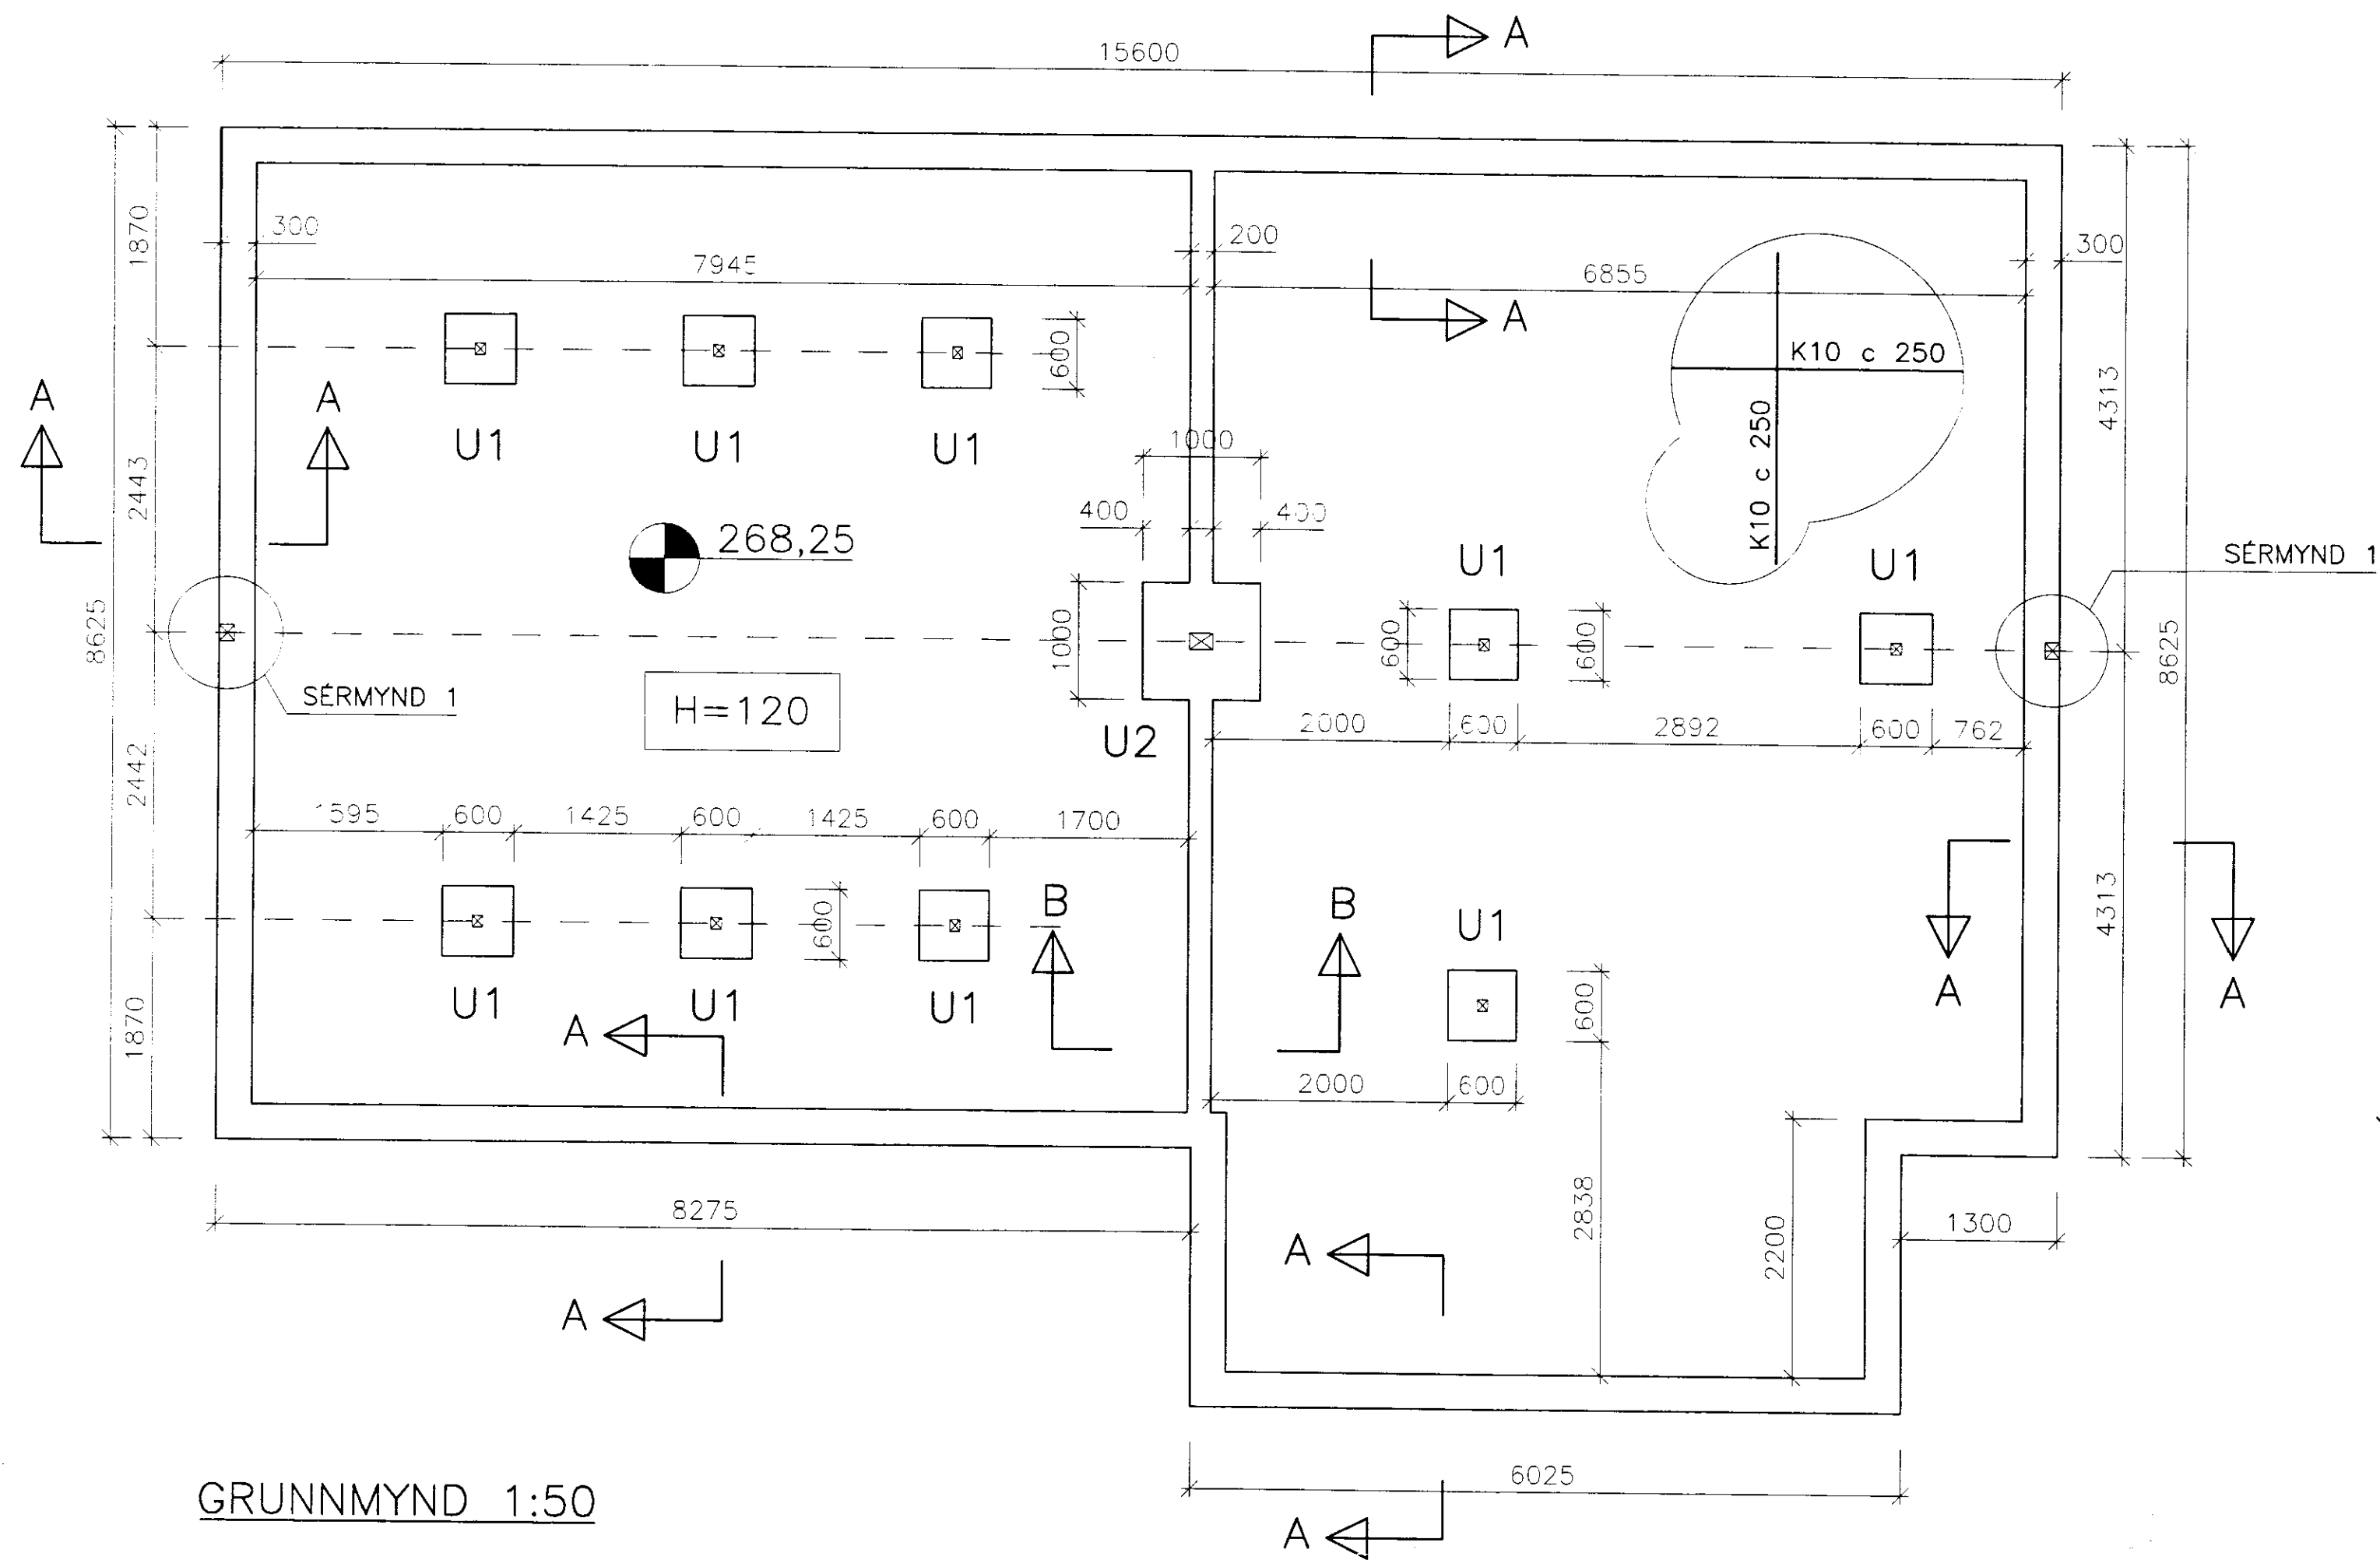 15600
A
1870
300
200
300
7945
6855
A
600
K10 c 250
K10 c 250
4313
A
A
U1
U1
U1
1000
2443
400
400
268,25
U1
U1
SÉRMYND 1
8625
1000
600
600
8625
SÉRMYND 1
H=120
U2
2000
600
2892
600
762
2442
1595
600
1425
600
1425
600
1700
B
B
600
U1
4313
A
A
U1
U1
U1
A
600
1870
2000
600
8275
2838
2200
1300
A
A
6025
GRUNNMYND 1:50
A